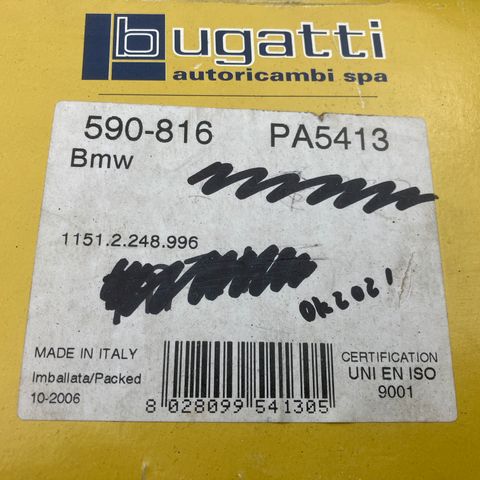 bugatti
autoricambi spa
590-816 PA5413
Bmw
1151.2.248.996
OK2021
MADE IN ITALY
Imballata/Packed
10-2006
CERTIFICATION
UNI EN ISO
9001
8 028099 541305